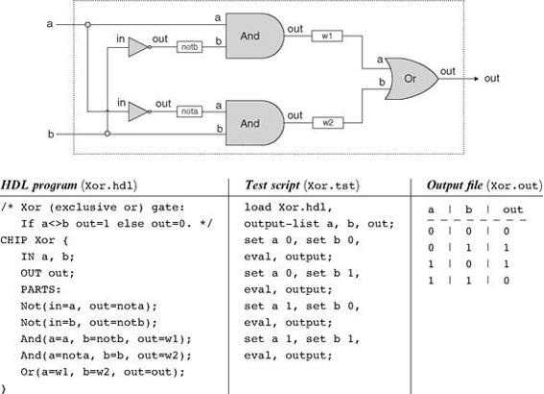 a
in
out
notb
a
b
And
out
w1
in
out
nota
a
b
And
out
w2
a
b
Or
out
out
b
HDL program (Xor.hdl)
/* Xor (exclusive or) gate:
If a<>b out=1 else out=0. */
CHIP Xor {
IN a, b;
OUT out;
PARTS:
Not(in=a, out=nota);
Not(in=b, out=notb);
And(a=a, b=notb, out=w1);
And(a=nota, b=b, out=w2);
Or(a=w1, b=w2, out=out);
}
Test script (Xor.tst)
load Xor.hdl,
output-list a, b, out;
set a 0, set b 0,
eval, output;
set a 0, set b 1,
eval, output;
set a 1, set b 0,
eval, output;
set a 1, set b 1,
eval, output;
Output file (Xor.out)
a | b | out
0 | 0 | 0
0 | 1 | 1
1 | 0 | 1
1 | 1 | 0